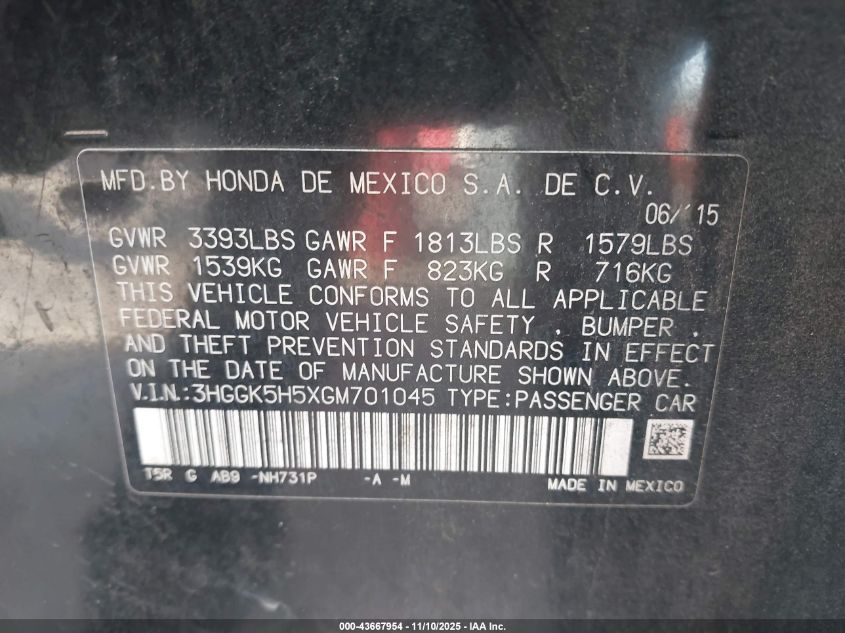 MFD.BY HONDA DE MEXICO S.A. DE C.V.
06/'15
GVWR 3393LBS GAWR F 1813LBS R 1579LBS
GVWR 1539KG GAWR F 823KG R 716KG
THIS VEHICLE CONFORMS TO ALL APPLICABLE
FEDERAL MOTOR VEHICLE SAFETY , BUMPER ,
AND THEFT PREVENTION STANDARDS IN EFFECT
ON THE DATE OF MANUFACTURE SHOWN ABOVE.
V.I.N.:3HGGK5H5XGM701045 TYPE:PASSENGER CAR
T5R G AB9 -NH731P -A -M MADE IN MEXICO
000-43667954 - 11/10/2025 - IAA Inc.